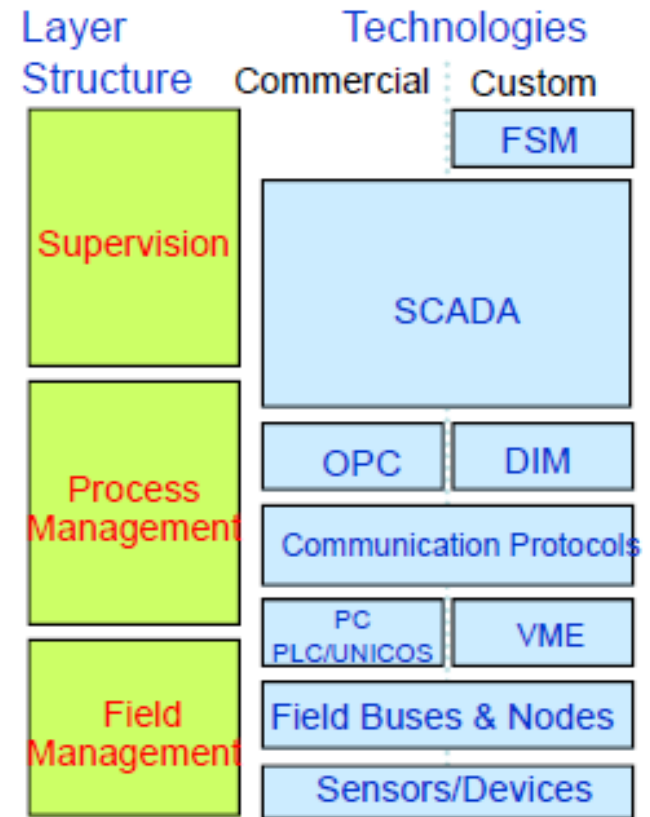 Layer
Structure
Technologies
Commercial
Custom
FSM
Supervision
SCADA
Process
Management
OPC
DIM
Communication Protocols
PC
PLC/UNICOS
VME
Field
Management
Field Buses & Nodes
Sensors/Devices